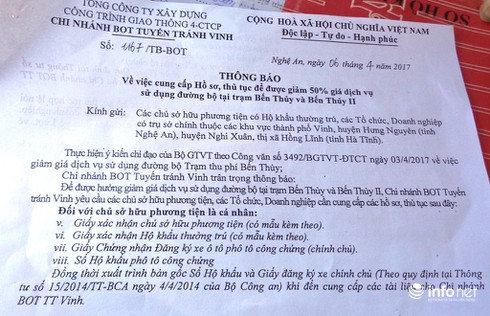 TỔNG CÔNG TY XÂY DỰNG
CÔNG TRÌNH GIAO THÔNG 4-CTCP
CHI NHÁNH BOT TUYẾN TRÁNH VINH
Số: 1167/TB-BOT
CỘNG HOÀ XÃ HỘI CHỦ NGHĨA VIỆT NAM
Độc lập - Tự do - Hạnh phúc
Nghệ An, ngày 06 tháng 4 năm 2017
THÔNG BÁO
Về việc cung cấp Hồ sơ, thủ tục để được giảm 50% giá dịch vụ
sử dụng đường bộ tại trạm Bến Thủy và Bến Thủy II
Kính gửi: Các chủ sở hữu phương tiện có Hộ khẩu thường trú, các Tổ chức, Doanh nghiệp
có trụ sở chính thuộc các khu vực thành phố Vinh, huyện Hưng Nguyên (tỉnh
Nghệ An), huyện Nghi Xuân, thị xã Hồng Lĩnh (tỉnh Hà Tĩnh).
Thực hiện ý kiến chỉ đạo của Bộ GTVT theo Công văn số 3492/BGTVT-ĐTCT ngày 03/4/2017 về việc
giảm giá dịch vụ sử dụng đường bộ Trạm thu phí Bến Thủy;
Chi nhánh BOT Tuyến tránh Vinh trân trọng thông báo:
Để được hưởng giảm giá dịch vụ sử dụng đường bộ tại Bến Thủy và Bến Thủy II, Chi nhánh BOT Tuyến
tránh Vinh yêu cầu các chủ sở hữu phương tiện, các Tổ chức, Doanh nghiệp cần cung cấp các hồ sơ, thủ tục sau đây:
Đối với chủ sở hữu phương tiện là cá nhân:
v. Giấy xác nhận chủ sở hữu phương tiện (có mẫu kèm theo).
vi. Giấy xác nhận Hộ khẩu thường trú (có mẫu kèm theo).
vii. Giấy Chứng nhận Đăng ký xe ô tô phô tô công chứng (chính chủ).
viii. Sổ Hộ khẩu phô tô công chứng
Đồng thời xuất trình bản gốc Sổ Hộ khẩu và Giấy đăng ký xe chính chủ (Theo quy định tại Thông
tư số 15/2014/TT-BCA ngày 4/4/2014 của Bộ Công an) khi đến cung cấp các tài liệu cho Chi nhánh
BOT TT Vinh.
infonet